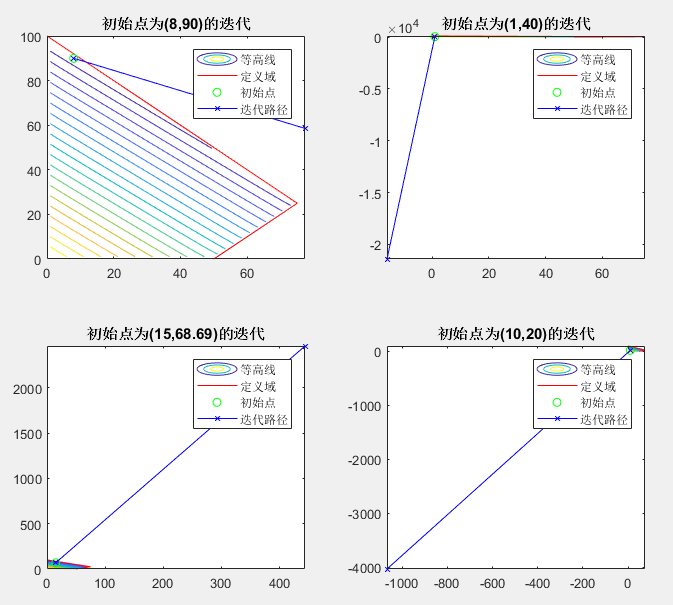 初始点为(8,90)的迭代
100
80
60
40
20
0
0
20
40
60
等高线
定义域
初始点
迭代路径
初始点为(1,40)的迭代
×10⁴
0
-0.5
-1
-1.5
-2
0
20
40
60
等高线
定义域
初始点
迭代路径
初始点为(15,68.69)的迭代
2000
1500
1000
500
0
0
100
200
300
400
等高线
定义域
初始点
迭代路径
初始点为(10,20)的迭代
0
-1000
-2000
-3000
-4000
-1000
-800
-600
-400
-200
0
等高线
定义域
初始点
迭代路径